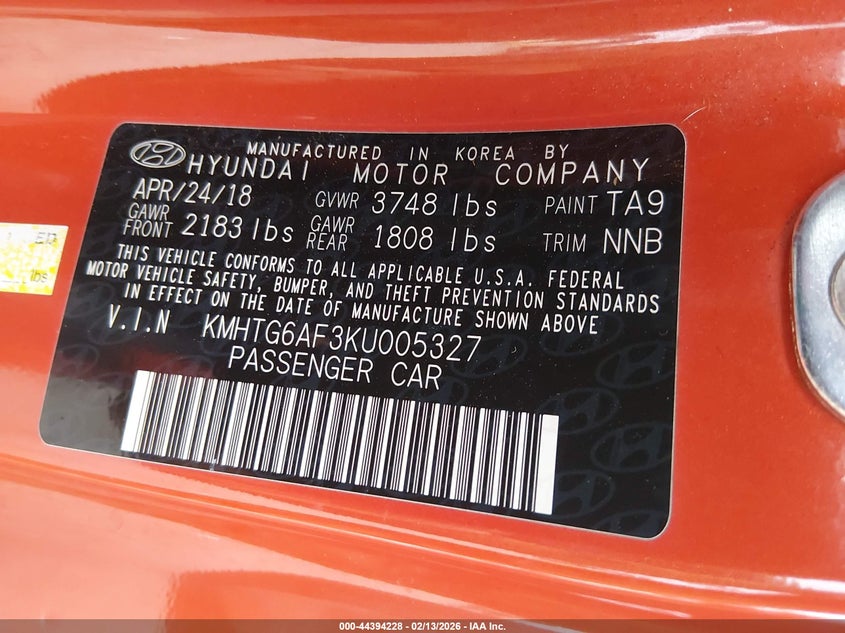 MANUFACTURED IN KOREA BY
HYUNDAI MOTOR COMPANY
APR/24/18 GVWR 3748 lbs PAINT TA9
GAWR FRONT 2183 lbs GAWR REAR 1808 lbs TRIM NNB
THIS VEHICLE CONFORMS TO ALL APPLICABLE U.S.A. FEDERAL
MOTOR VEHICLE SAFETY, BUMPER, AND THEFT PREVENTION STANDARDS
IN EFFECT ON THE DATE OF MANUFACTURE SHOWN ABOVE
V.I.N KMHTG6AF3KU005327
PASSENGER CAR
lbs
000-44394228 - 02/13/2026 - IAA Inc.